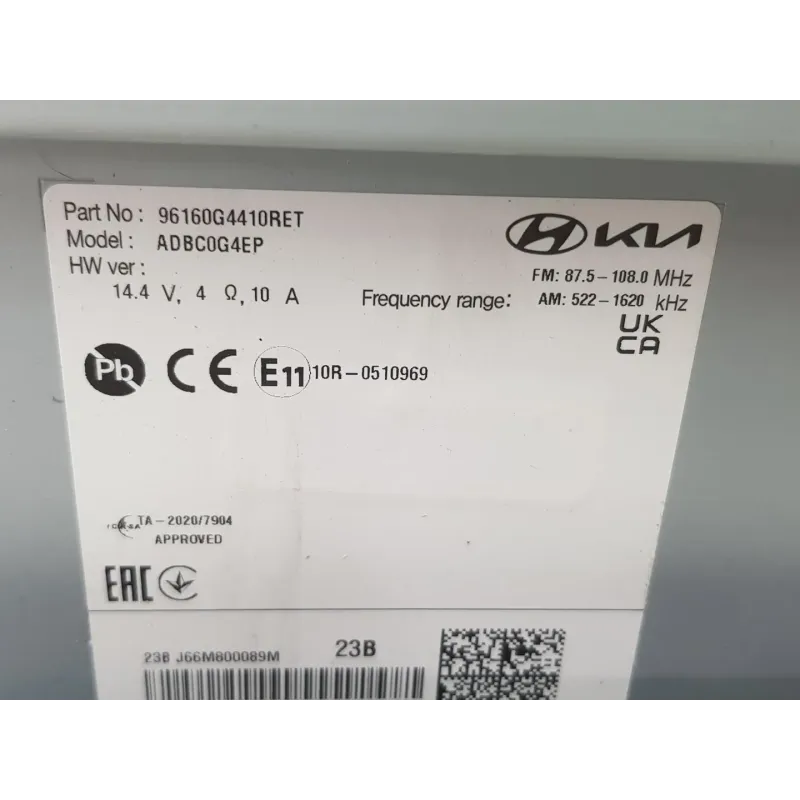 Part No : 96160G4410RET
Model : ADBC0G4EP
HW ver :
14.4 V, 4 Ω, 10 A
KIA
FM: 87.5 - 108.0 MHz
Frequency range: AM: 522 - 1620 kHz
UK
CA
Pb CE E11 10R-0510969
ICASA TA-2020/7904
APPROVED
EAC
23B J66M800089M 23B